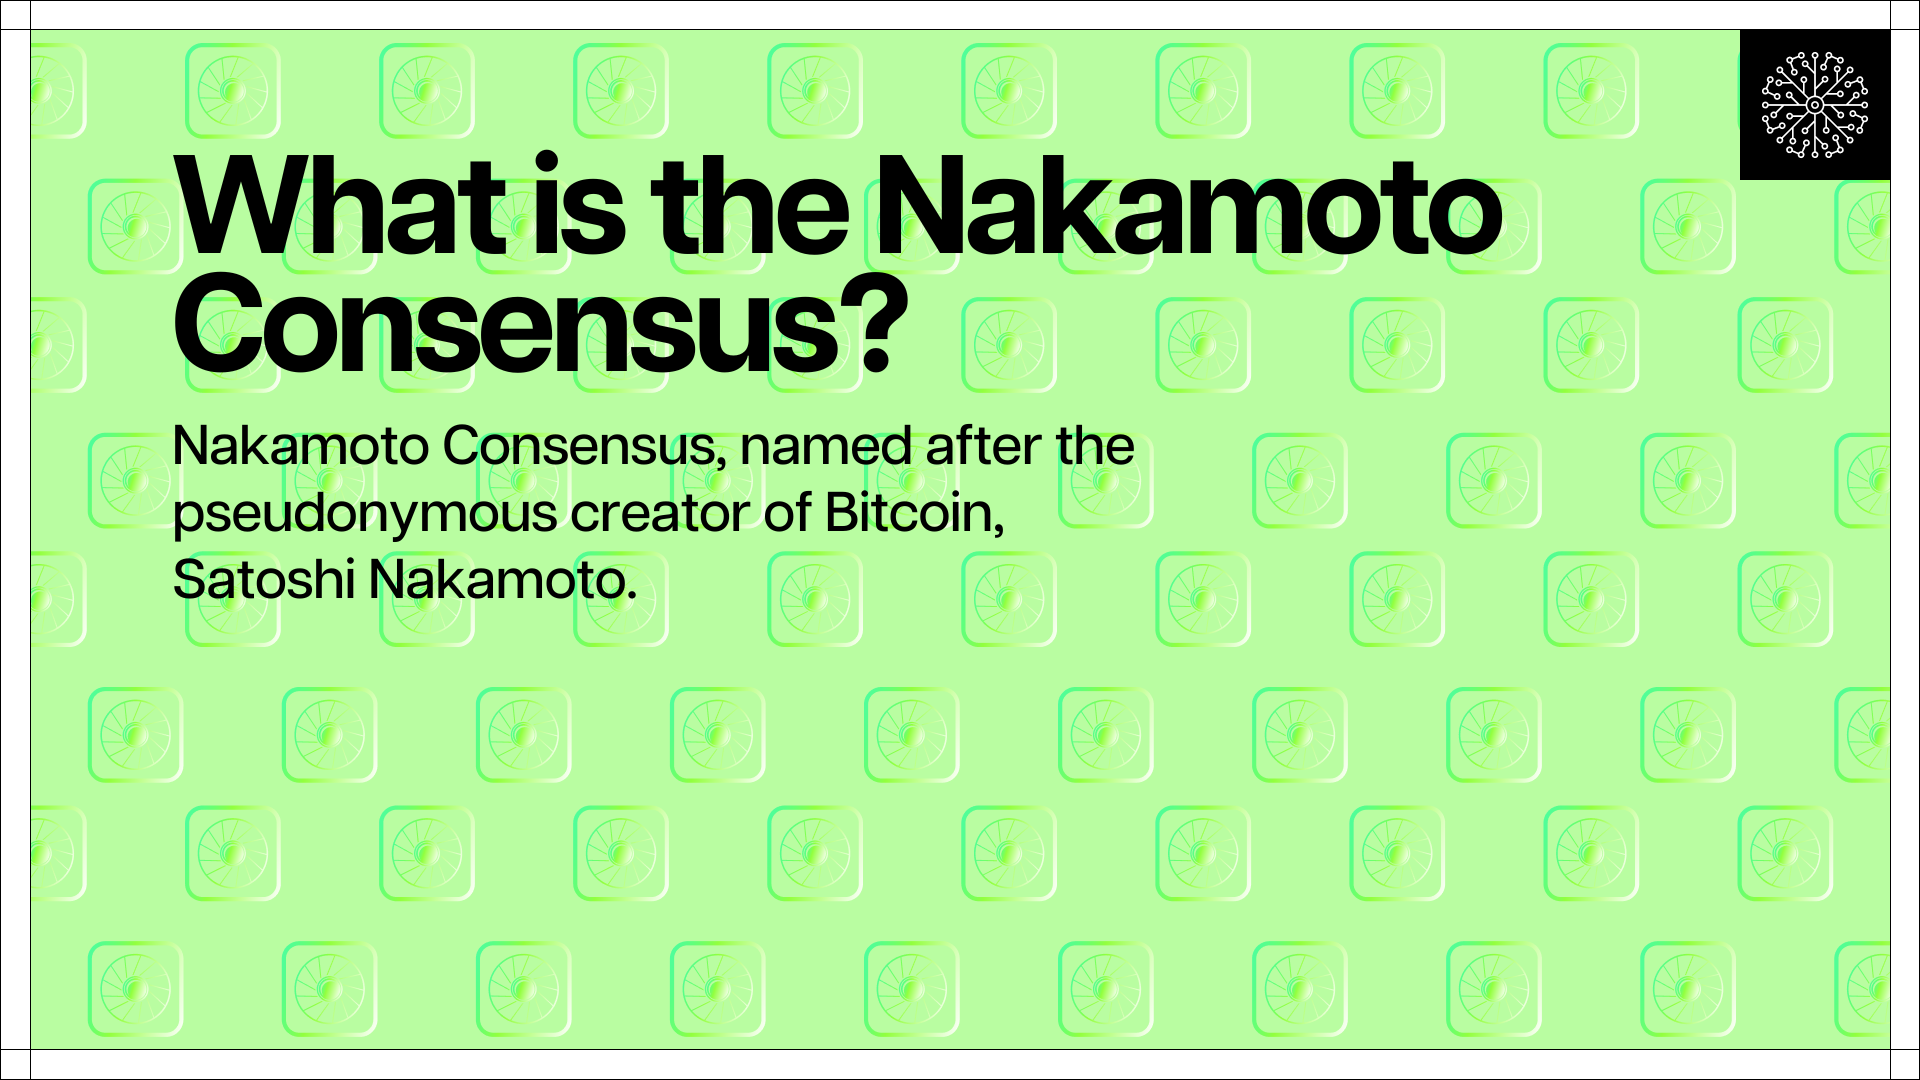 What is the Nakamoto
Consensus?
Nakamoto Consensus, named after the
pseudonymous creator of Bitcoin,
Satoshi Nakamoto.